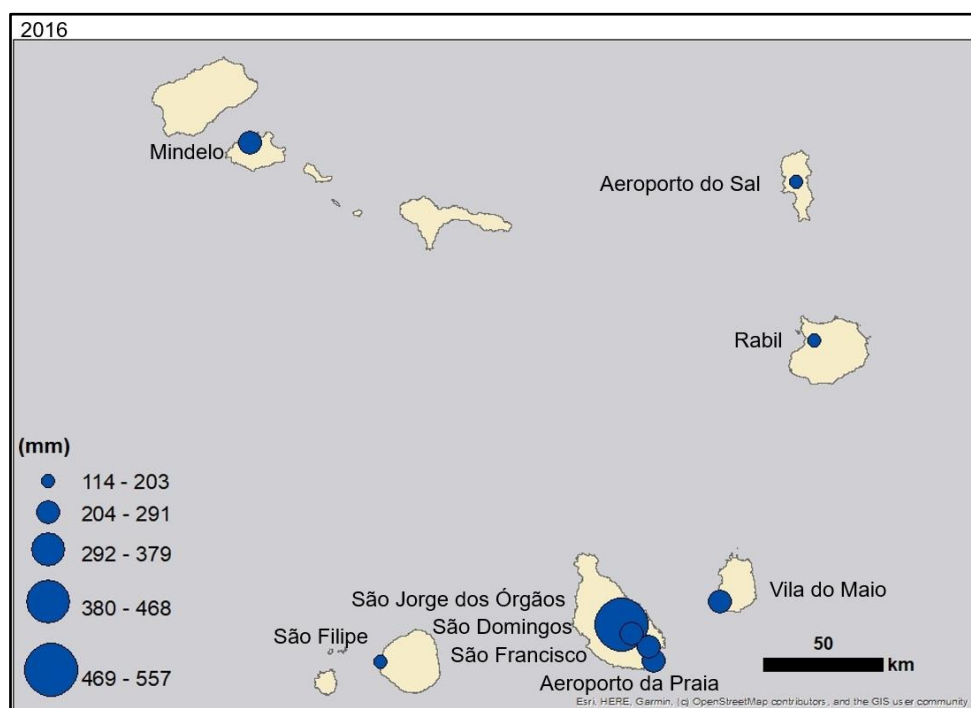 2016
Mindelo
Aeroporto do Sal
Rabil
(mm)
114 - 203
204 - 291
292 - 379
380 - 468
469 - 557
São Jorge dos Órgãos
São Domingos
São Filipe
São Francisco
Aeroporto da Praia
Vila do Maio
50
km
Esri, HERE, Garmin, (c) OpenStreetMap contributors, and the GIS user community